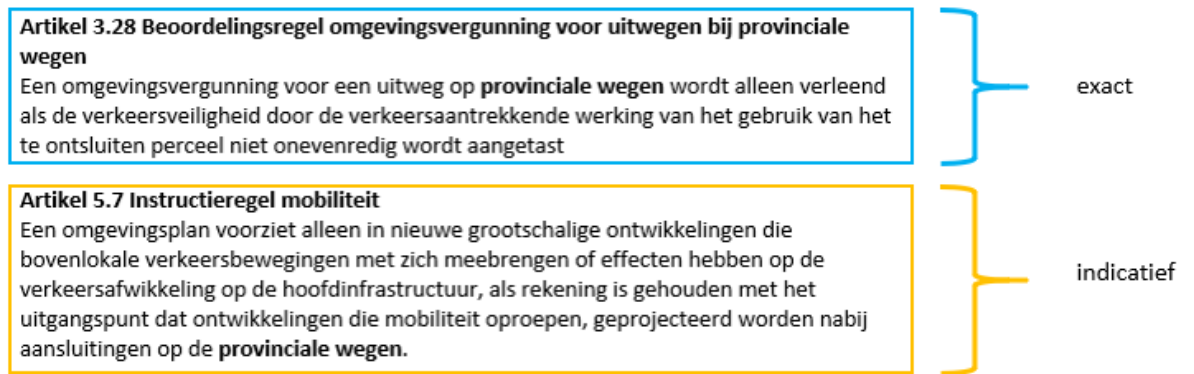 Artikel 3.28 Beoordelingsregel omgevingsvergunning voor uitwegen bij provinciale
wegen
Een omgevingsvergunning voor een uitweg op provinciale wegen wordt alleen verleend
als de verkeersveiligheid door de verkeersaantrekkende werking van het gebruik van het
te ontsluiten perceel niet onevenredig wordt aangetast
exact
Artikel 5.7 Instructieregel mobiliteit
Een omgevingsplan voorziet alleen in nieuwe grootschalige ontwikkelingen die
bovenlokale verkeersbewegingen met zich meebrengen of effecten hebben op de
verkeersafwikkeling op de hoofdinfrastructuur, als rekening is gehouden met het
uitgangspunt dat ontwikkelingen die mobiliteit oproepen, geprojecteerd worden nabij
aansluitingen op de provinciale wegen.
indicatief